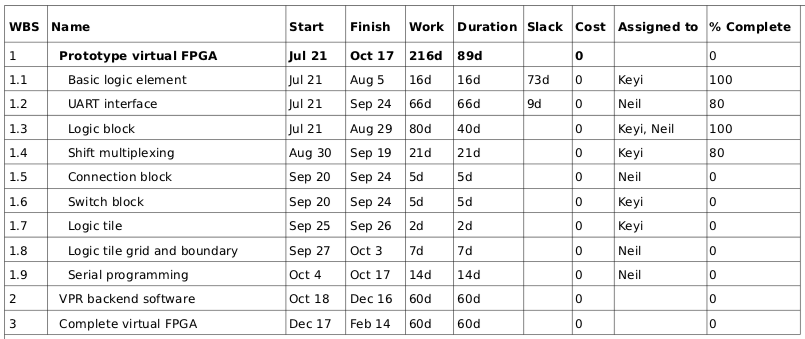 WBS Name Start Finish Work Duration Slack Cost Assigned to % Complete
1 Prototype virtual FPGA Jul 21 Oct 17 216d 89d 0 0
1.1 Basic logic element Jul 21 Aug 5 16d 16d 73d 0 Keyi 100
1.2 UART interface Jul 21 Sep 24 66d 66d 9d 0 Neil 80
1.3 Logic block Jul 21 Aug 29 80d 40d 0 Keyi, Neil 100
1.4 Shift multiplexing Aug 30 Sep 19 21d 21d 0 Keyi 80
1.5 Connection block Sep 20 Sep 24 5d 5d 0 Neil 0
1.6 Switch block Sep 20 Sep 24 5d 5d 0 Keyi 0
1.7 Logic tile Sep 25 Sep 26 2d 2d 0 Keyi 0
1.8 Logic tile grid and boundary Sep 27 Oct 3 7d 7d 0 Neil 0
1.9 Serial programming Oct 4 Oct 17 14d 14d 0 Neil 0
2 VPR backend software Oct 18 Dec 16 60d 60d 0 0
3 Complete virtual FPGA Dec 17 Feb 14 60d 60d 0 0